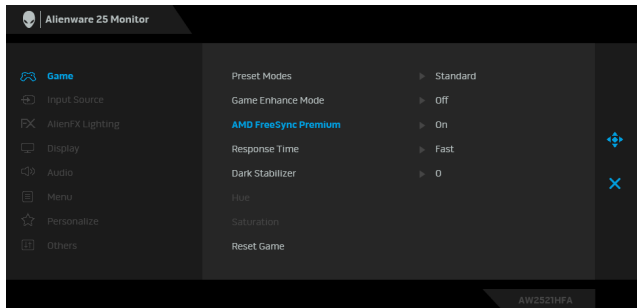 Alienware 25 Monitor
Game
Input Source
AlienFX Lighting
Display
Audio
Menu
Personalize
Others
Preset Modes Standard
Game Enhance Mode Off
AMD FreeSync Premium On
Response Time Fast
Dark Stabilizer 0
Hue
Saturation
Reset Game
AW2521HFA